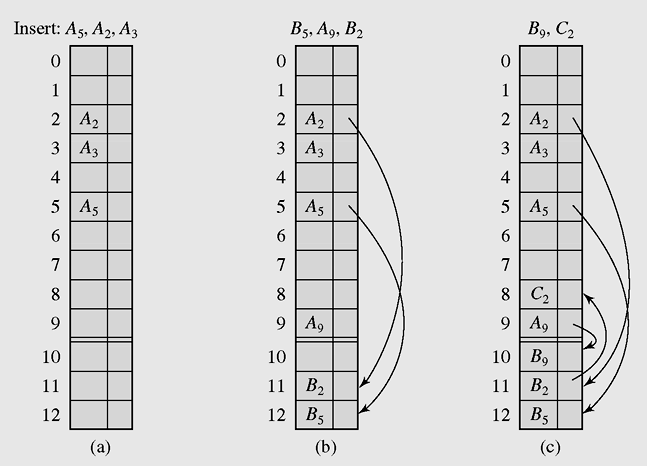 Insert: A5, A2, A3 B5, A9, B2 B9, C2
0 0 0
1 1 1
2 A2 2 A2 2 A2
3 A3 3 A3 3 A3
4 4 4
5 A5 5 A5 5 A5
6 6 6
7 7 7
8 8 8 C2
9 9 A9 9 A9
10 10 10 B9
11 11 B2 11 B2
12 12 B5 12 B5
(a) (b) (c)